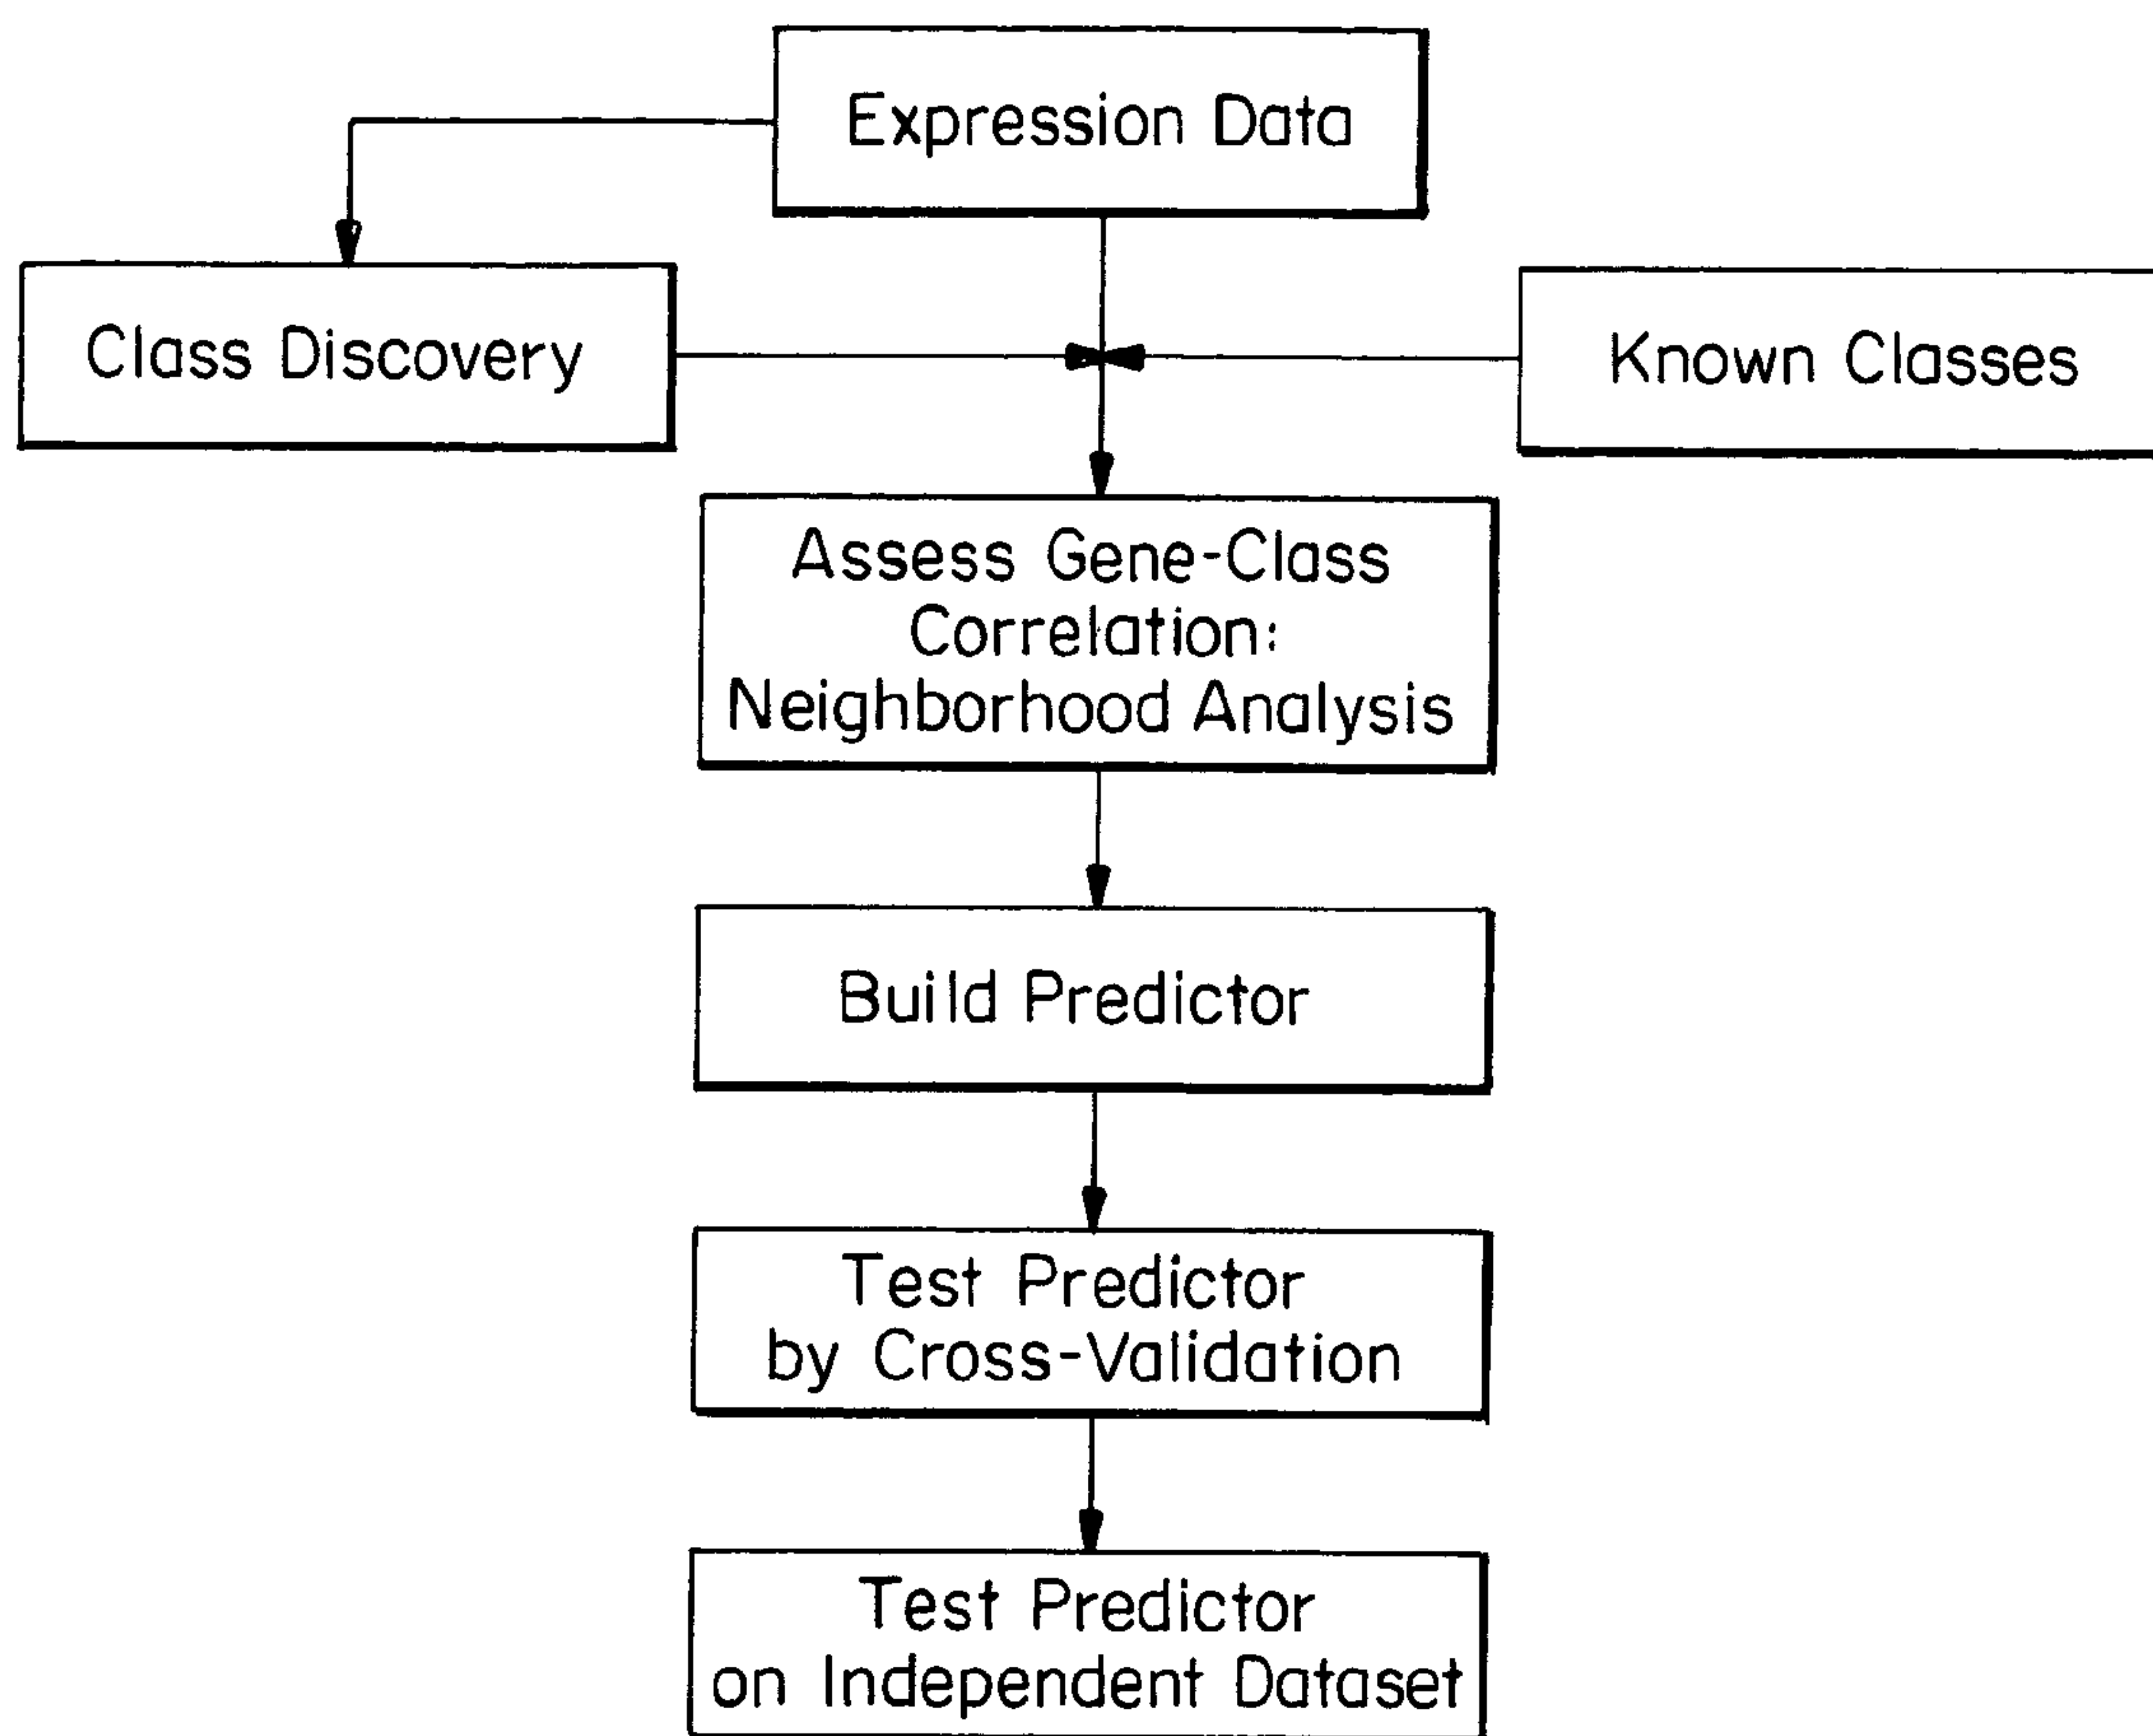 Expression Data
Class Discovery
Known Classes
Assess Gene-Class
Correlation:
Neighborhood Analysis
Build Predictor
Test Predictor
by Cross-Validation
Test Predictor
on Independent Dataset